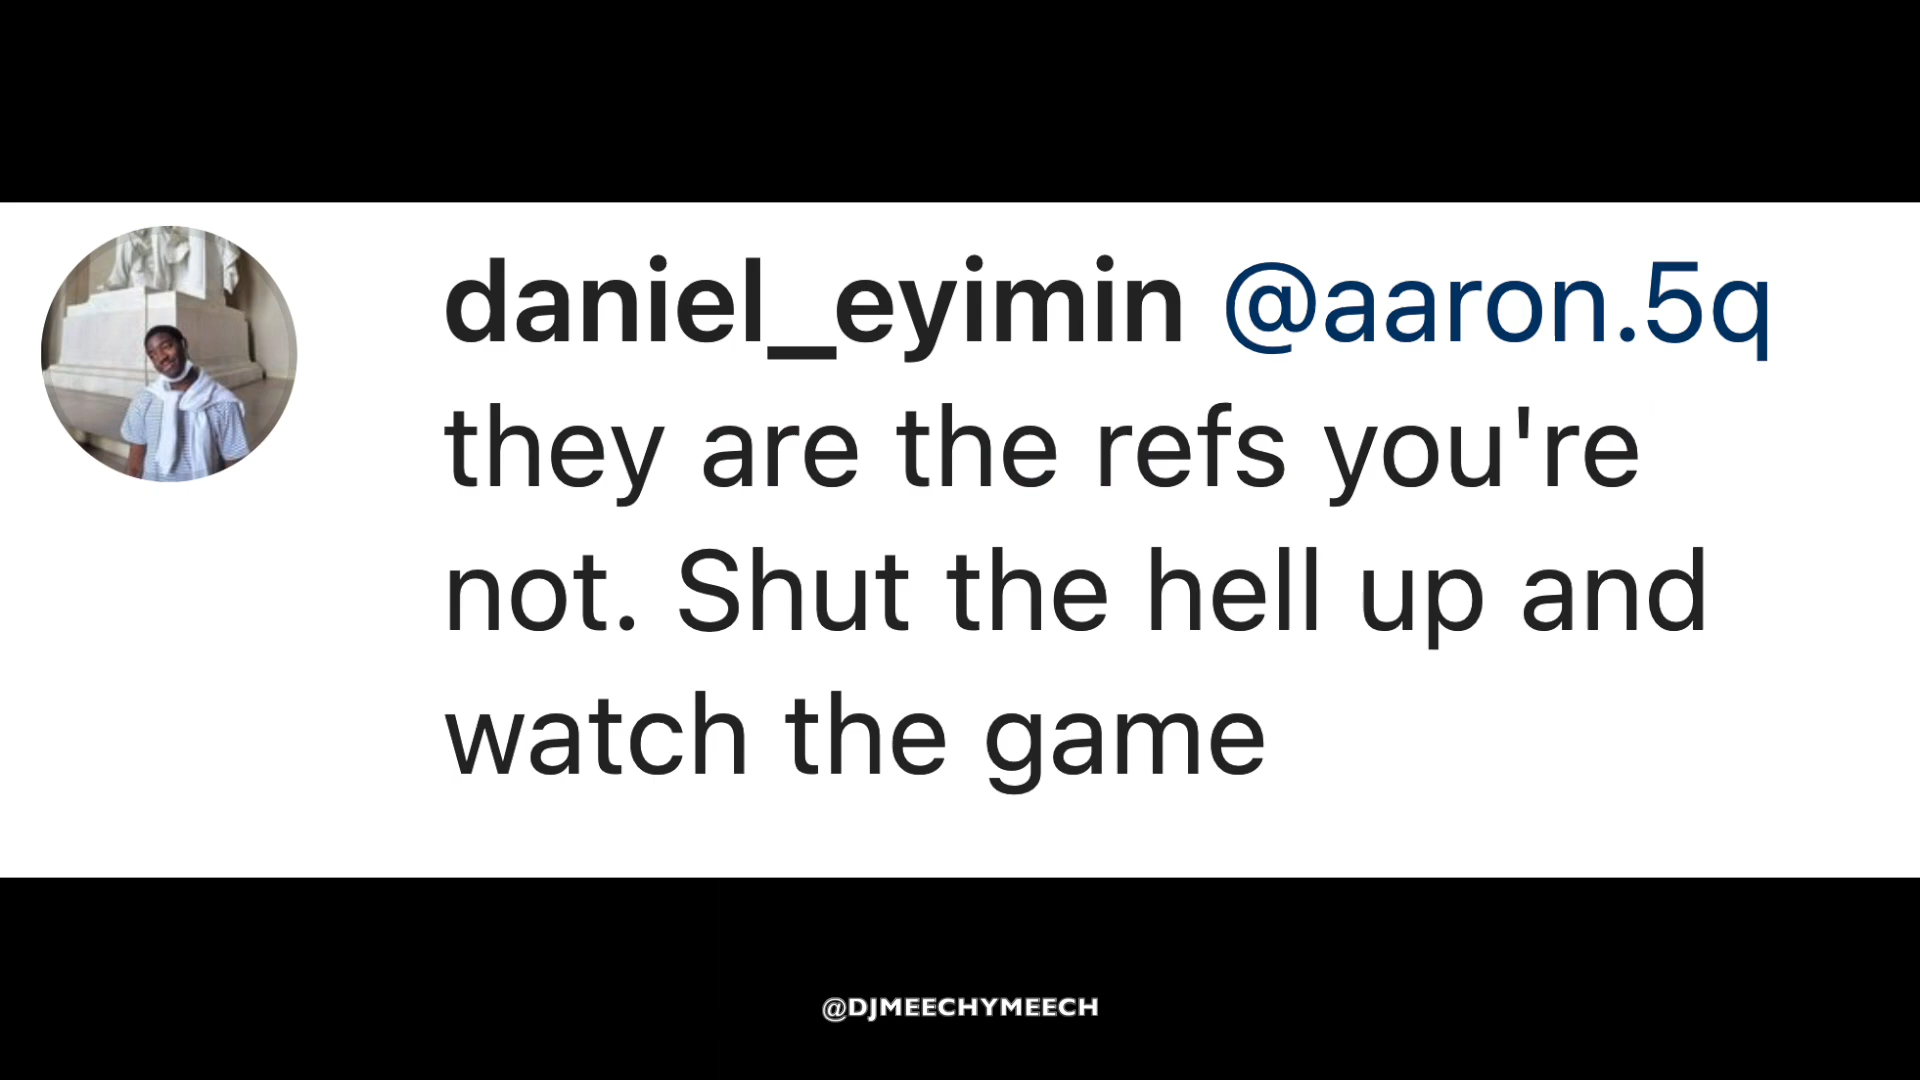 daniel_eyimin @aaron.5q
they are the refs you're
not. Shut the hell up and
watch the game
@DJMEECHYMEECH